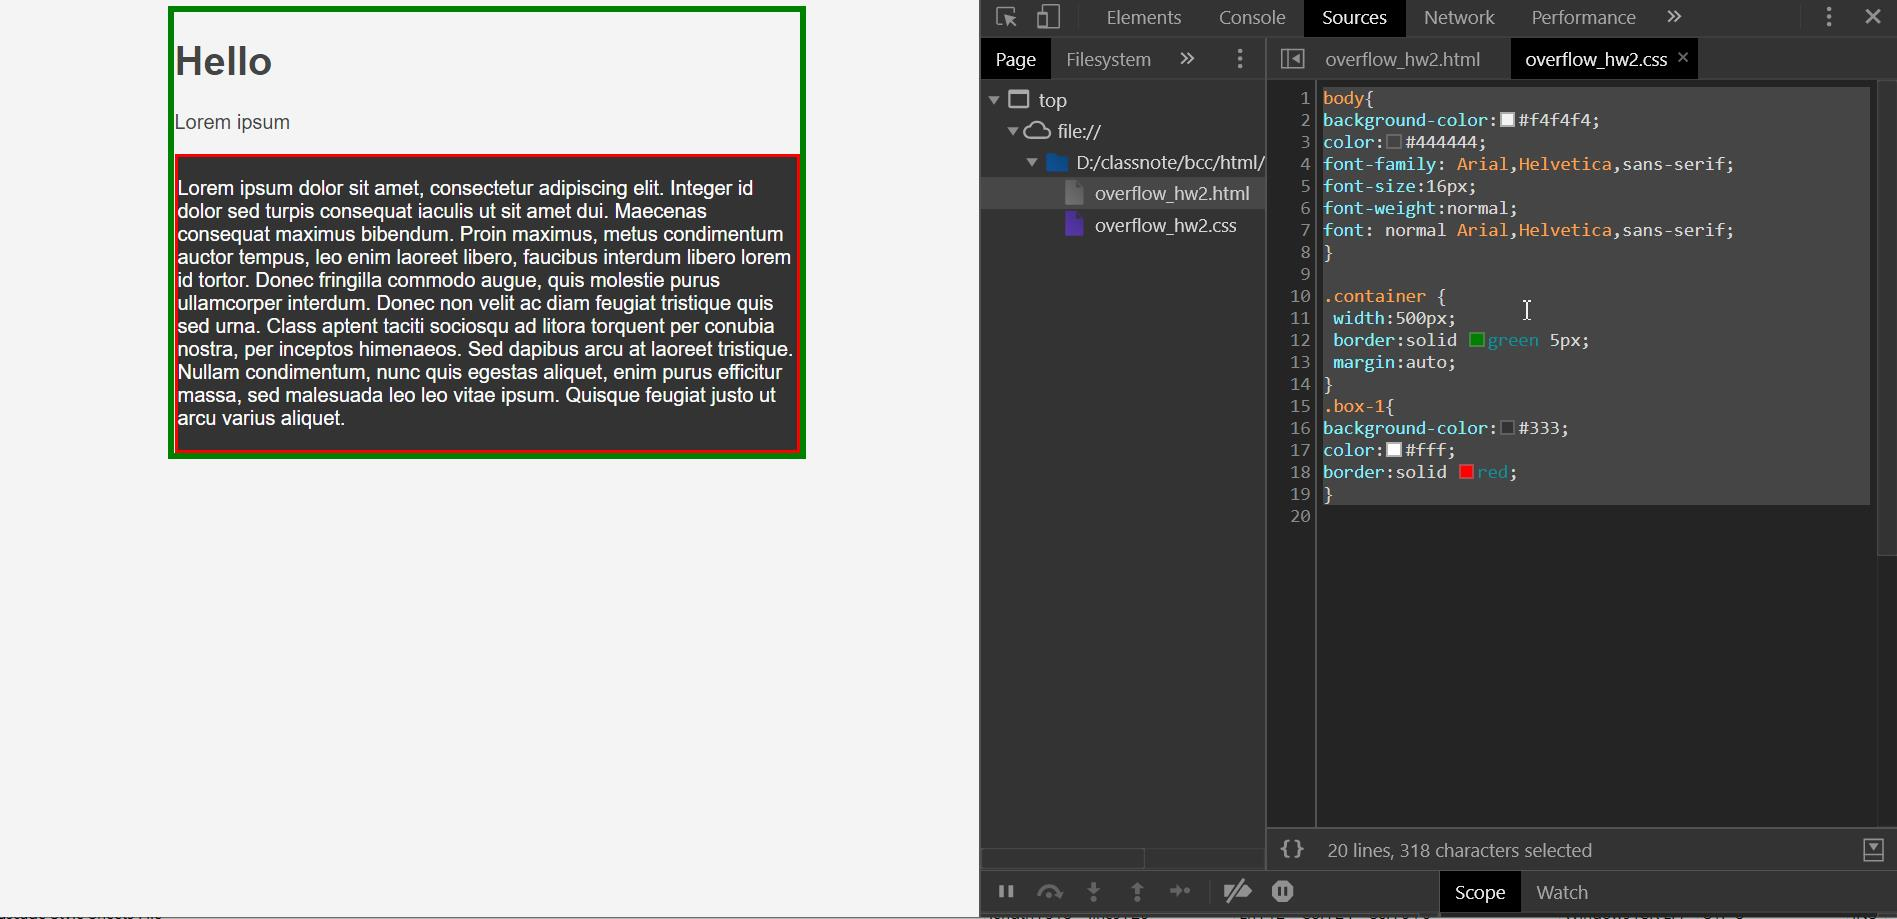 Hello
Lorem ipsum
Lorem ipsum dolor sit amet, consectetur adipiscing elit. Integer id
dolor sed turpis consequat iaculis ut sit amet dui. Maecenas
consequat maximus bibendum. Proin maximus, metus condimentum
auctor tempus, leo enim laoreet libero, faucibus interdum libero lorem
id tortor. Donec fringilla commodo augue, quis molestie purus
ullamcorper interdum. Donec non velit ac diam feugiat tristique quis
sed urna. Class aptent taciti sociosqu ad litora torquent per conubia
nostra, per inceptos himenaeos. Sed dapibus arcu at laoreet tristique.
Nullam condimentum, nunc quis egestas aliquet, enim purus efficitur
massa, sed malesuada leo leo vitae ipsum. Quisque feugiat justo ut
arcu varius aliquet.
Elements Console Sources Network Performance »
Page Filesystem »
top
file://
D:/classnote/bcc/html/
overflow_hw2.html
overflow_hw2.css
overflow_hw2.html overflow_hw2.css ×
1 body{
2 background-color:#f4f4f4;
3 color:#444444;
4 font-family: Arial,Helvetica,sans-serif;
5 font-size:16px;
6 font-weight:normal;
7 font: normal Arial,Helvetica,sans-serif;
8 }
9
10 .container {
11 width:500px;
12 border:solid green 5px;
13 margin:auto;
14 }
15 .box-1{
16 background-color:#333;
17 color:#fff;
18 border:solid red;
19 }
20
{} 20 lines, 318 characters selected
Scope Watch